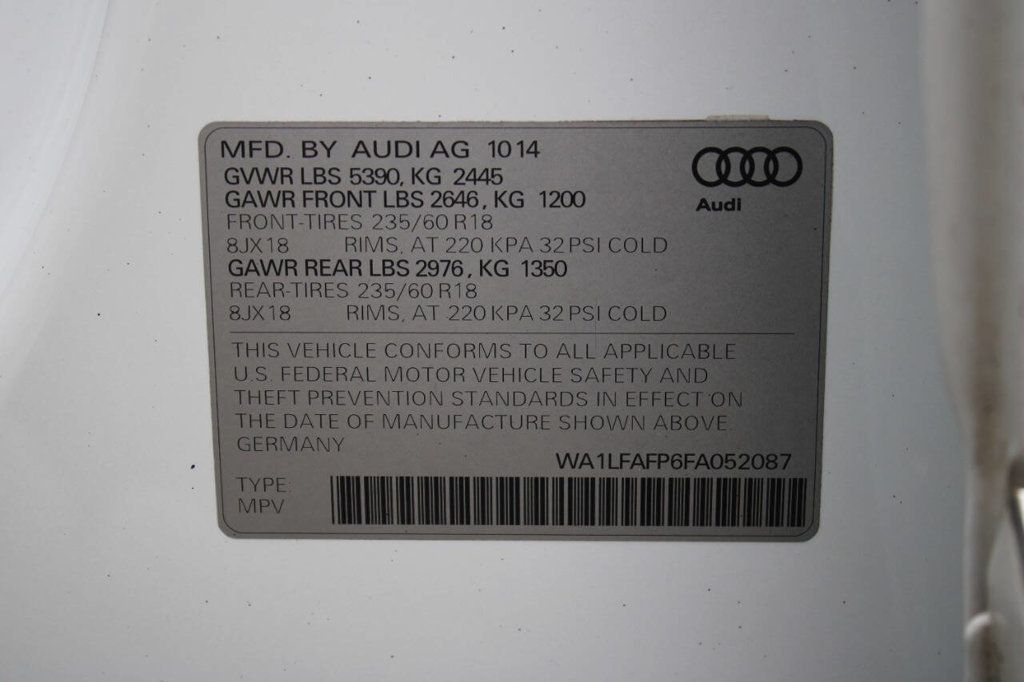 MFD. BY AUDI AG 10 14
GVWR LBS 5390, KG 2445
GAWR FRONT LBS 2646, KG 1200
FRONT-TIRES 235/60 R18
8JX18 RIMS, AT 220 KPA 32 PSI COLD
GAWR REAR LBS 2976, KG 1350
REAR-TIRES 235/60 R18
8JX18 RIMS, AT 220 KPA 32 PSI COLD
Audi
THIS VEHICLE CONFORMS TO ALL APPLICABLE
U.S. FEDERAL MOTOR VEHICLE SAFETY AND
THEFT PREVENTION STANDARDS IN EFFECT ON
THE DATE OF MANUFACTURE SHOWN ABOVE.
GERMANY
WA1LFAFP6FA052087
TYPE:
MPV